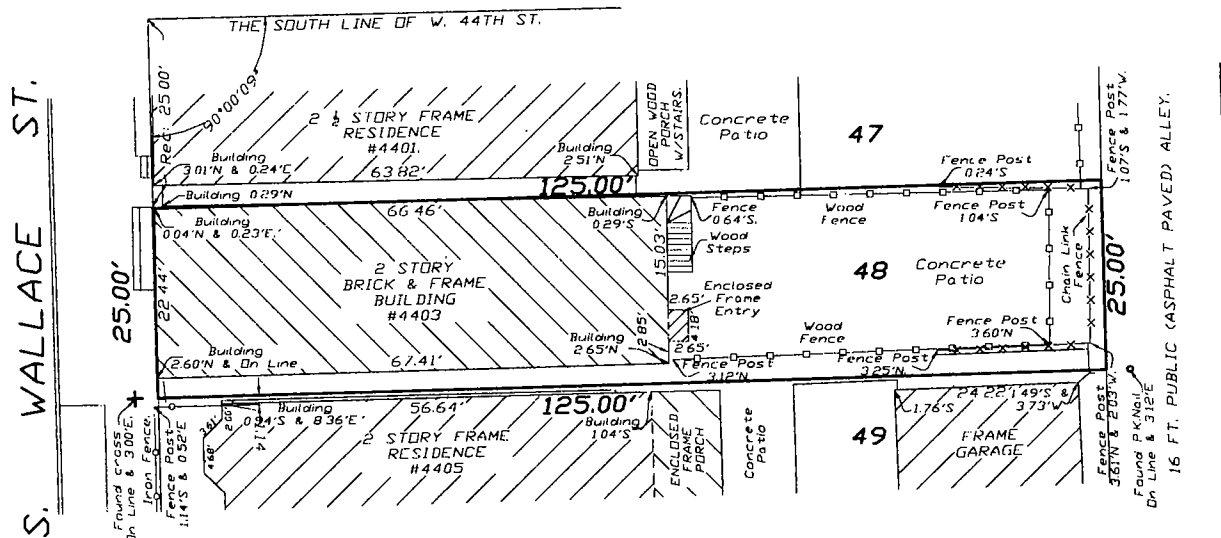 THE SOUTH LINE OF W. 44TH ST.
S. WALLACE ST.
Rec: 25.00'
90°00'09"
2 ½ STORY FRAME
RESIDENCE
#4401
63.82'
Building
3.01'N & 0.24'E
Building
2.51'N
OPEN WOOD
PORCH
W/STAIRS.
Concrete
Patio
47
Fence Post
0.24'S
Fence Post
1.07'S & 1.77'W.
Building 0.29'N
125.00'
66.46'
Building
0.04'N & 0.23'E.
Building
0.29'S
Fence
0.64'S.
Wood
Steps
Wood
Fence
Fence Post
1.04'S
Chain Link
Fence
25.00'
22.44'
2 STORY
BRICK & FRAME
BUILDING
#4403
15.03'
48
Concrete
Patio
25.00'
2.65'
Enclosed
Frame
Entry
4.18'
2.65'
2.85'
Building
2.65'N
Wood
Fence
Fence Post
3.60'N
Building
2.60'N & On Line
67.41'
Fence Post
3.12'N
Fence Post
3.25'N
125.00'
Building
0.94'S & 8.36'E
56.64'
Building
1.04'S
2 STORY FRAME
RESIDENCE
#4405
2.00'
3.61'
4.68'
ENCLOSED
FRAME
PORCH
Concrete
Patio
1.76'S
49
24.22'
1.49'S &
3.73'W
FRAME
GARAGE
Found cross
On Line & 3.00'E.
Iron Fence.
Fence Post
1.14'S & 0.52'E
Fence Post
3.61'N & 2.03'W.
Found P.K.Nail
On Line & 3.12'E
16 FT. PUBLIC (ASPHALT PAVED) ALLEY.